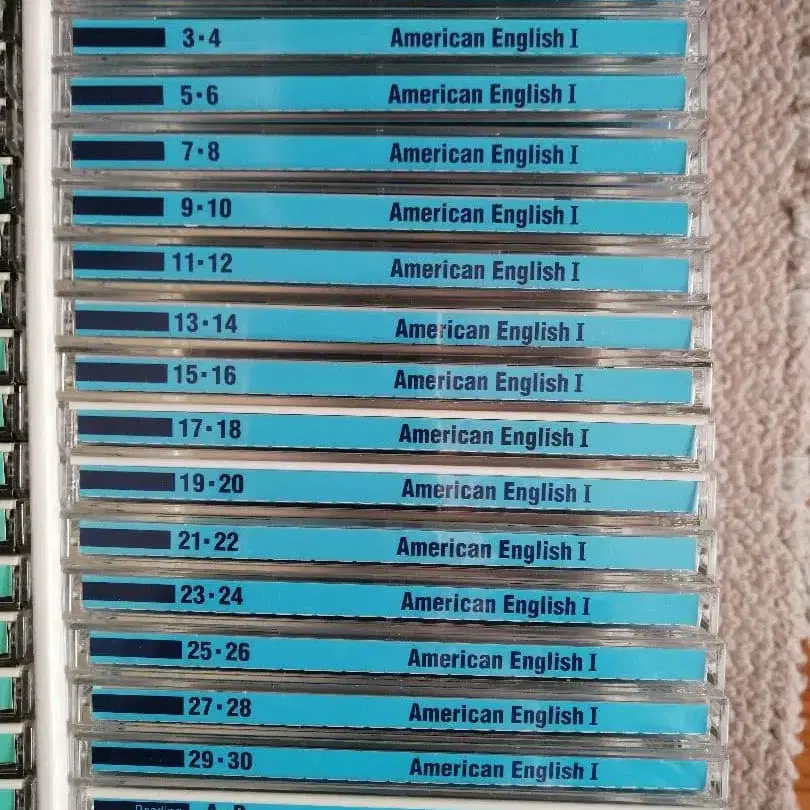 3·4 American English I
5·6 American English I
7·8 American English I
9·10 American English I
11·12 American English I
13·14 American English I
15·16 American English I
17·18 American English I
19·20 American English I
21·22 American English I
23·24 American English I
25·26 American English I
27·28 American English I
29·30 American English I